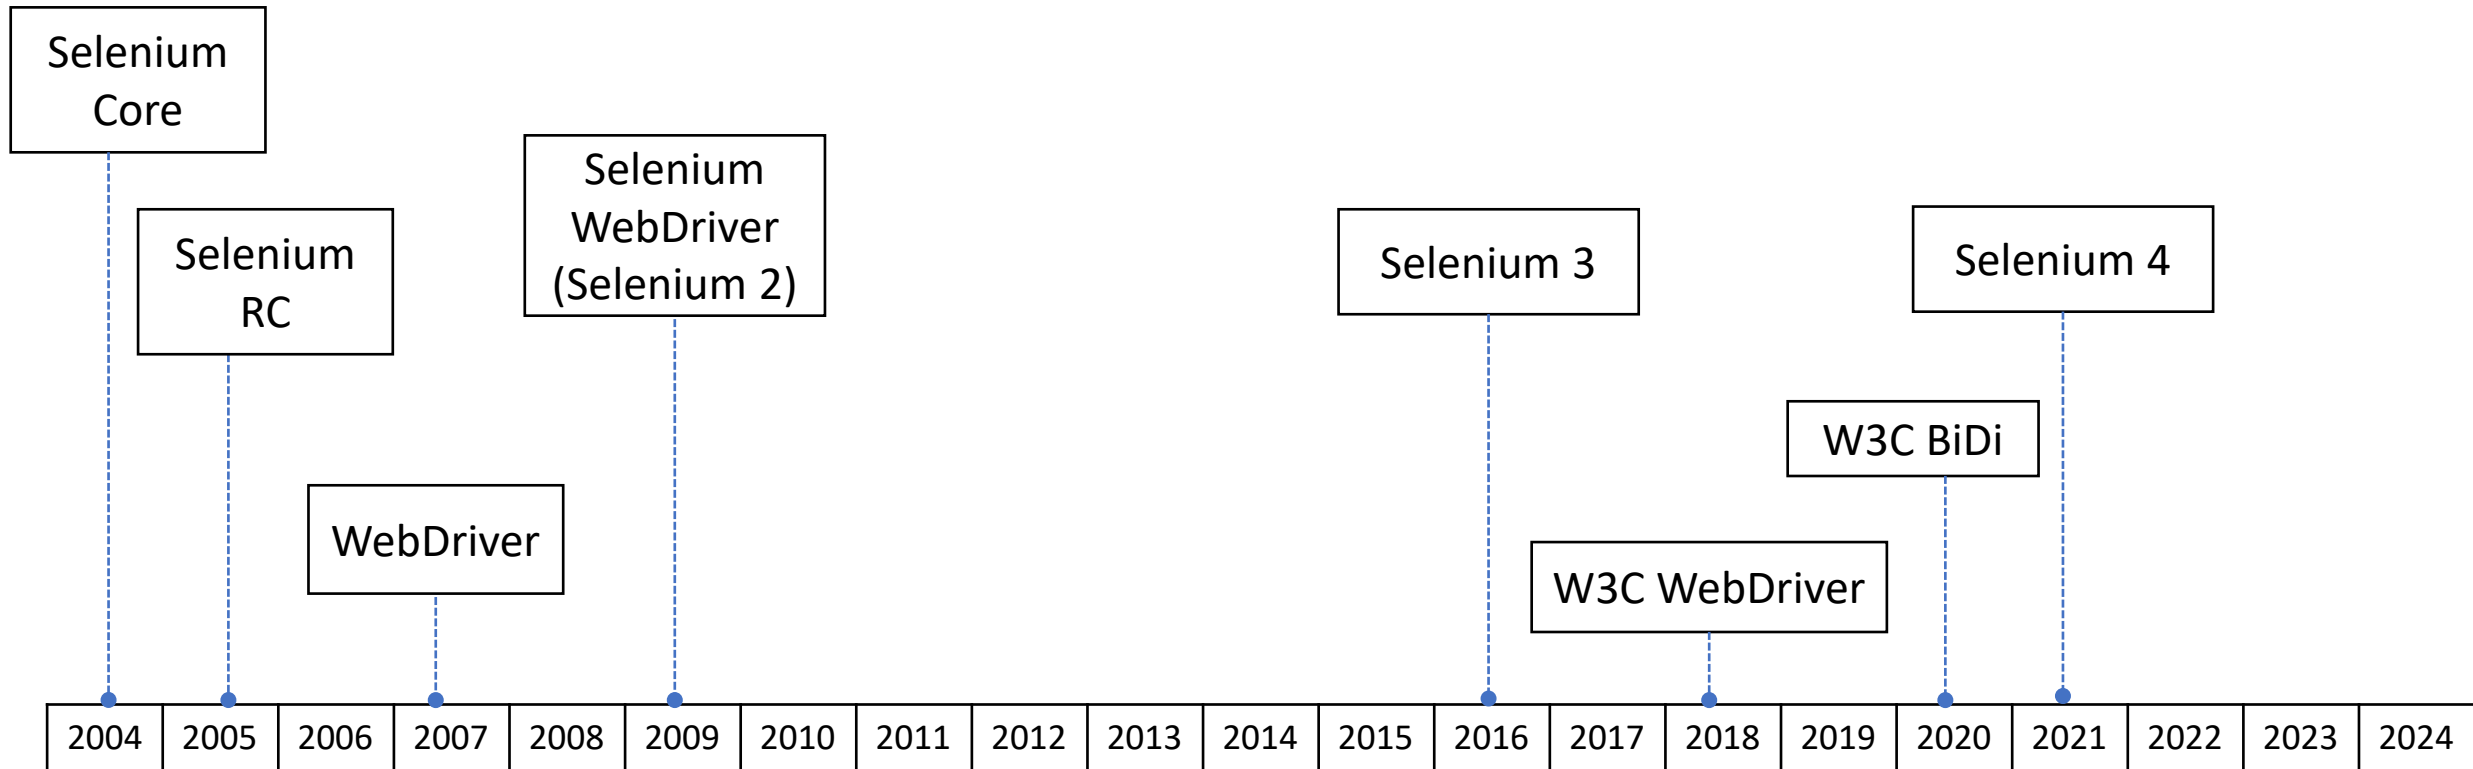 Selenium
Core
Selenium
RC
WebDriver
Selenium
WebDriver
(Selenium 2)
Selenium 3
W3C WebDriver
W3C BiDi
Selenium 4
2004 2005 2006 2007 2008 2009 2010 2011 2012 2013 2014 2015 2016 2017 2018 2019 2020 2021 2022 2023 2024